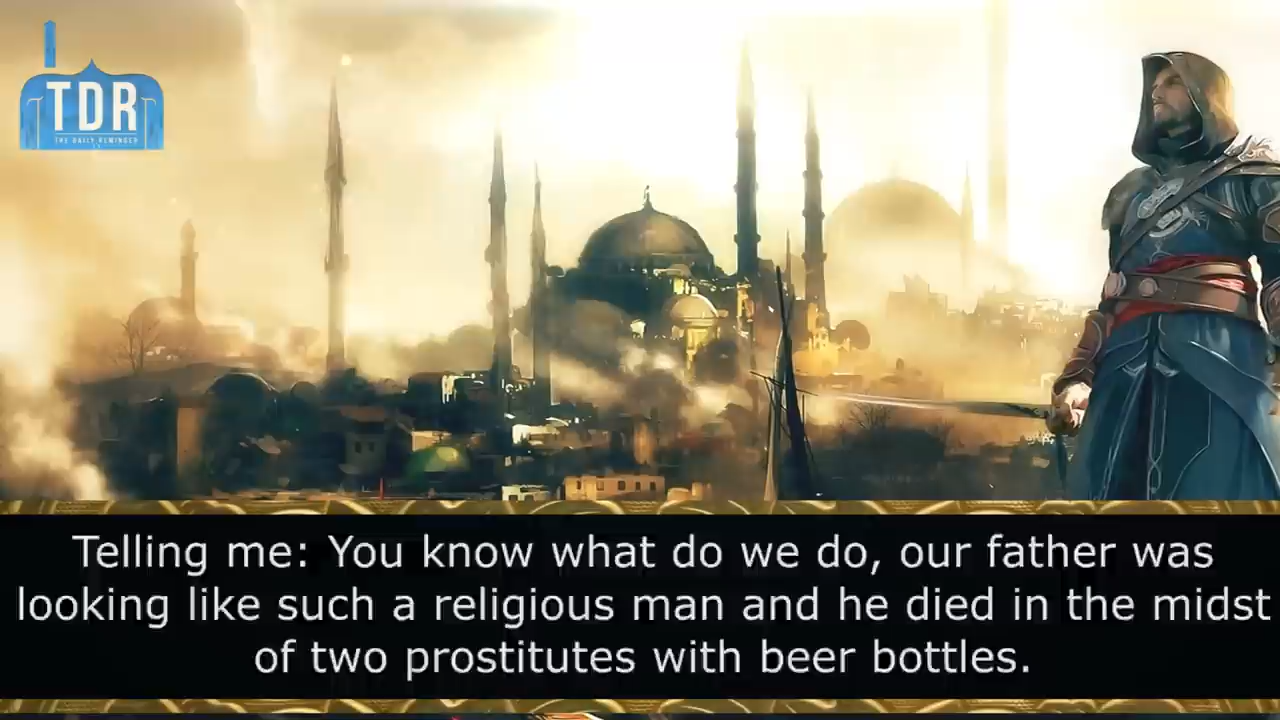 TDR
THE DAILY REMINDER
Telling me: You know what do we do, our father was
looking like such a religious man and he died in the midst
of two prostitutes with beer bottles.